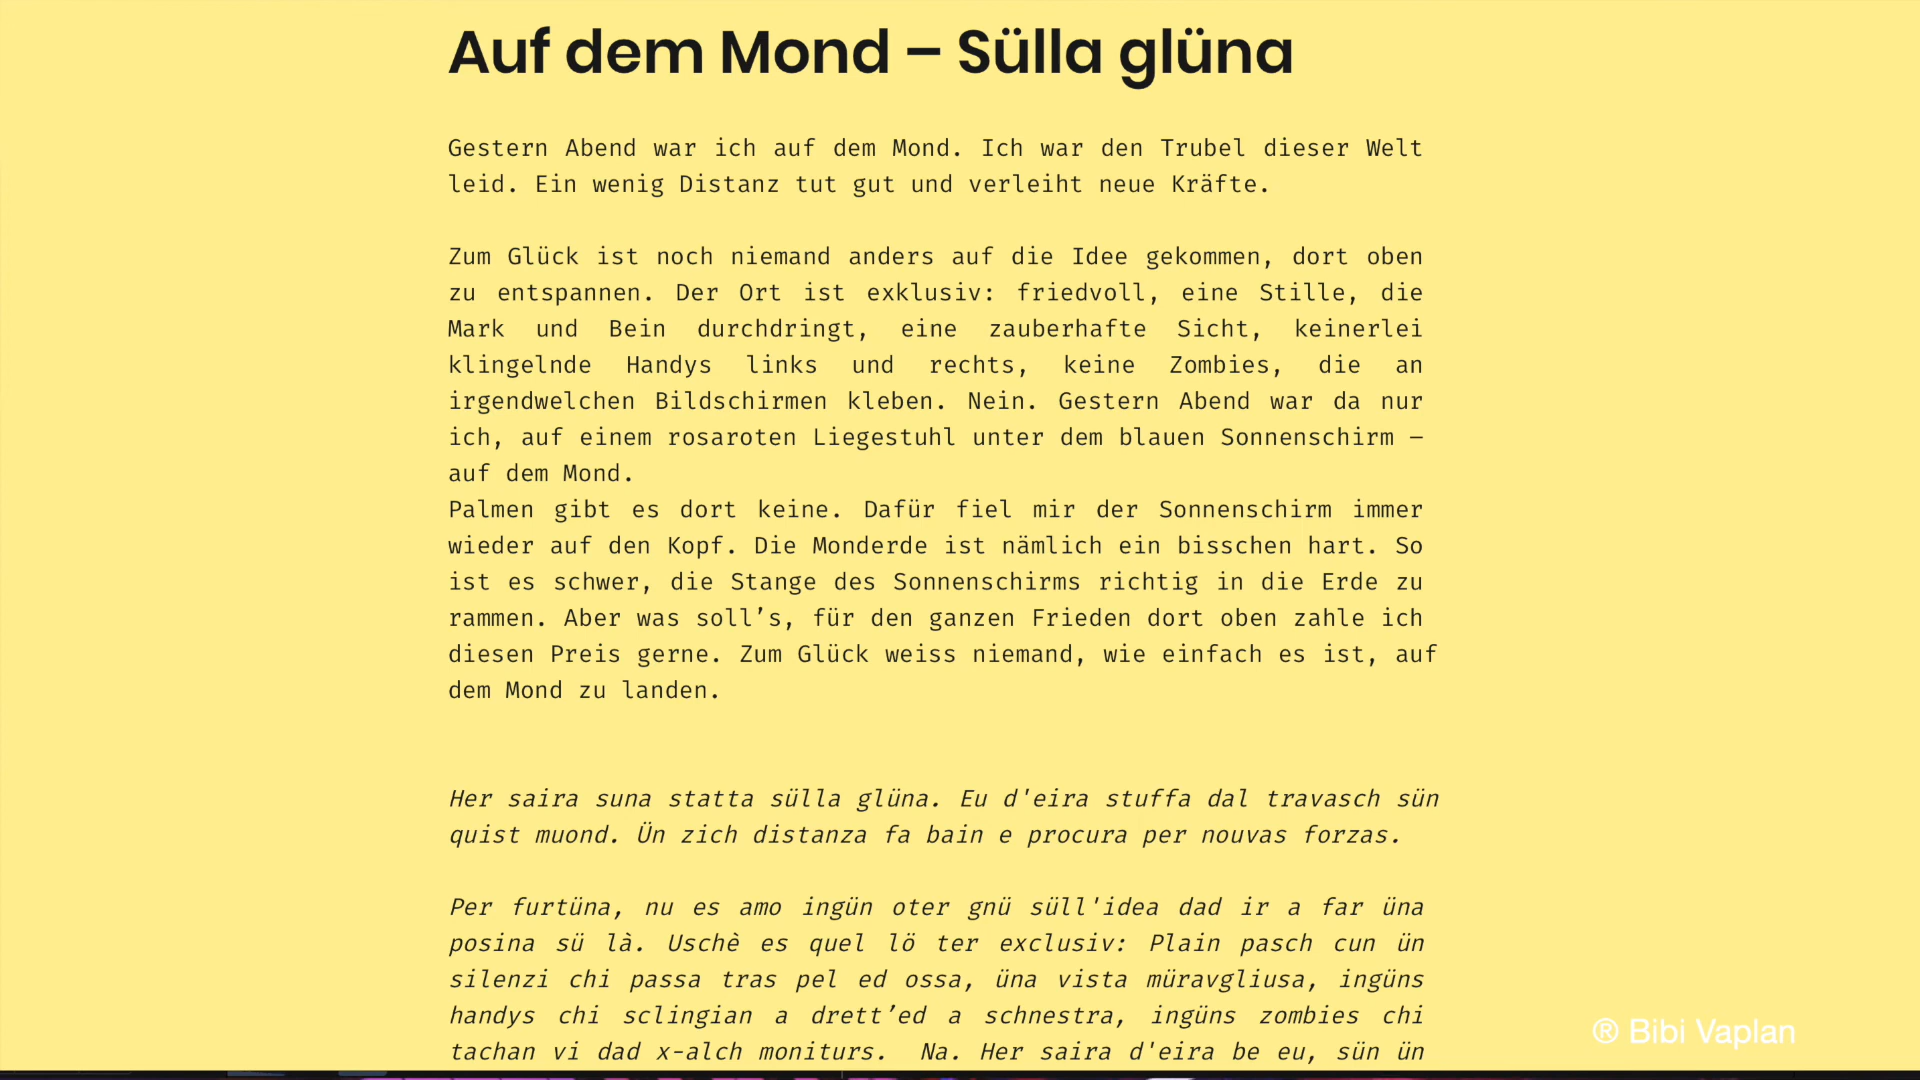 Auf dem Mond – Sülla glüna
Gestern Abend war ich auf dem Mond. Ich war den Trubel dieser Welt
leid. Ein wenig Distanz tut gut und verleiht neue Kräfte.
Zum Glück ist noch niemand anders auf die Idee gekommen, dort oben
zu entspannen. Der Ort ist exklusiv: friedvoll, eine Stille, die
Mark und Bein durchdringt, eine zauberhafte Sicht, keinerlei
klingelnde Handys links und rechts, keine Zombies, die an
irgendwelchen Bildschirmen kleben. Nein. Gestern Abend war da nur
ich, auf einem rosaroten Liegestuhl unter dem blauen Sonnenschirm –
auf dem Mond.
Palmen gibt es dort keine. Dafür fiel mir der Sonnenschirm immer
wieder auf den Kopf. Die Monderde ist nämlich ein bisschen hart. So
ist es schwer, die Stange des Sonnenschirms richtig in die Erde zu
rammen. Aber was soll’s, für den ganzen Frieden dort oben zahle ich
diesen Preis gerne. Zum Glück weiss niemand, wie einfach es ist, auf
dem Mond zu landen.
Her saira suna statta sülla glüna. Eu d'eira stuffa dal travasch sün
quist muond. Ün zich distanza fa bain e procura per nouvas forzas.
Per furtüna, nu es amo ingün oter gnü süll'idea dad ir a far üna
posina sü là. Uschè es quel lö ter exclusiv: Plain pasch cun ün
silenzi chi passa tras pel ed ossa, üna vista müravgliusa, ingüns
handys chi sclingian a drett’ed a schnestra, ingüns zombies chi
tachan vi dad x-alch moniturs.  Na. Her saira d'eira be eu, sün ün
® Bibi Vaplan